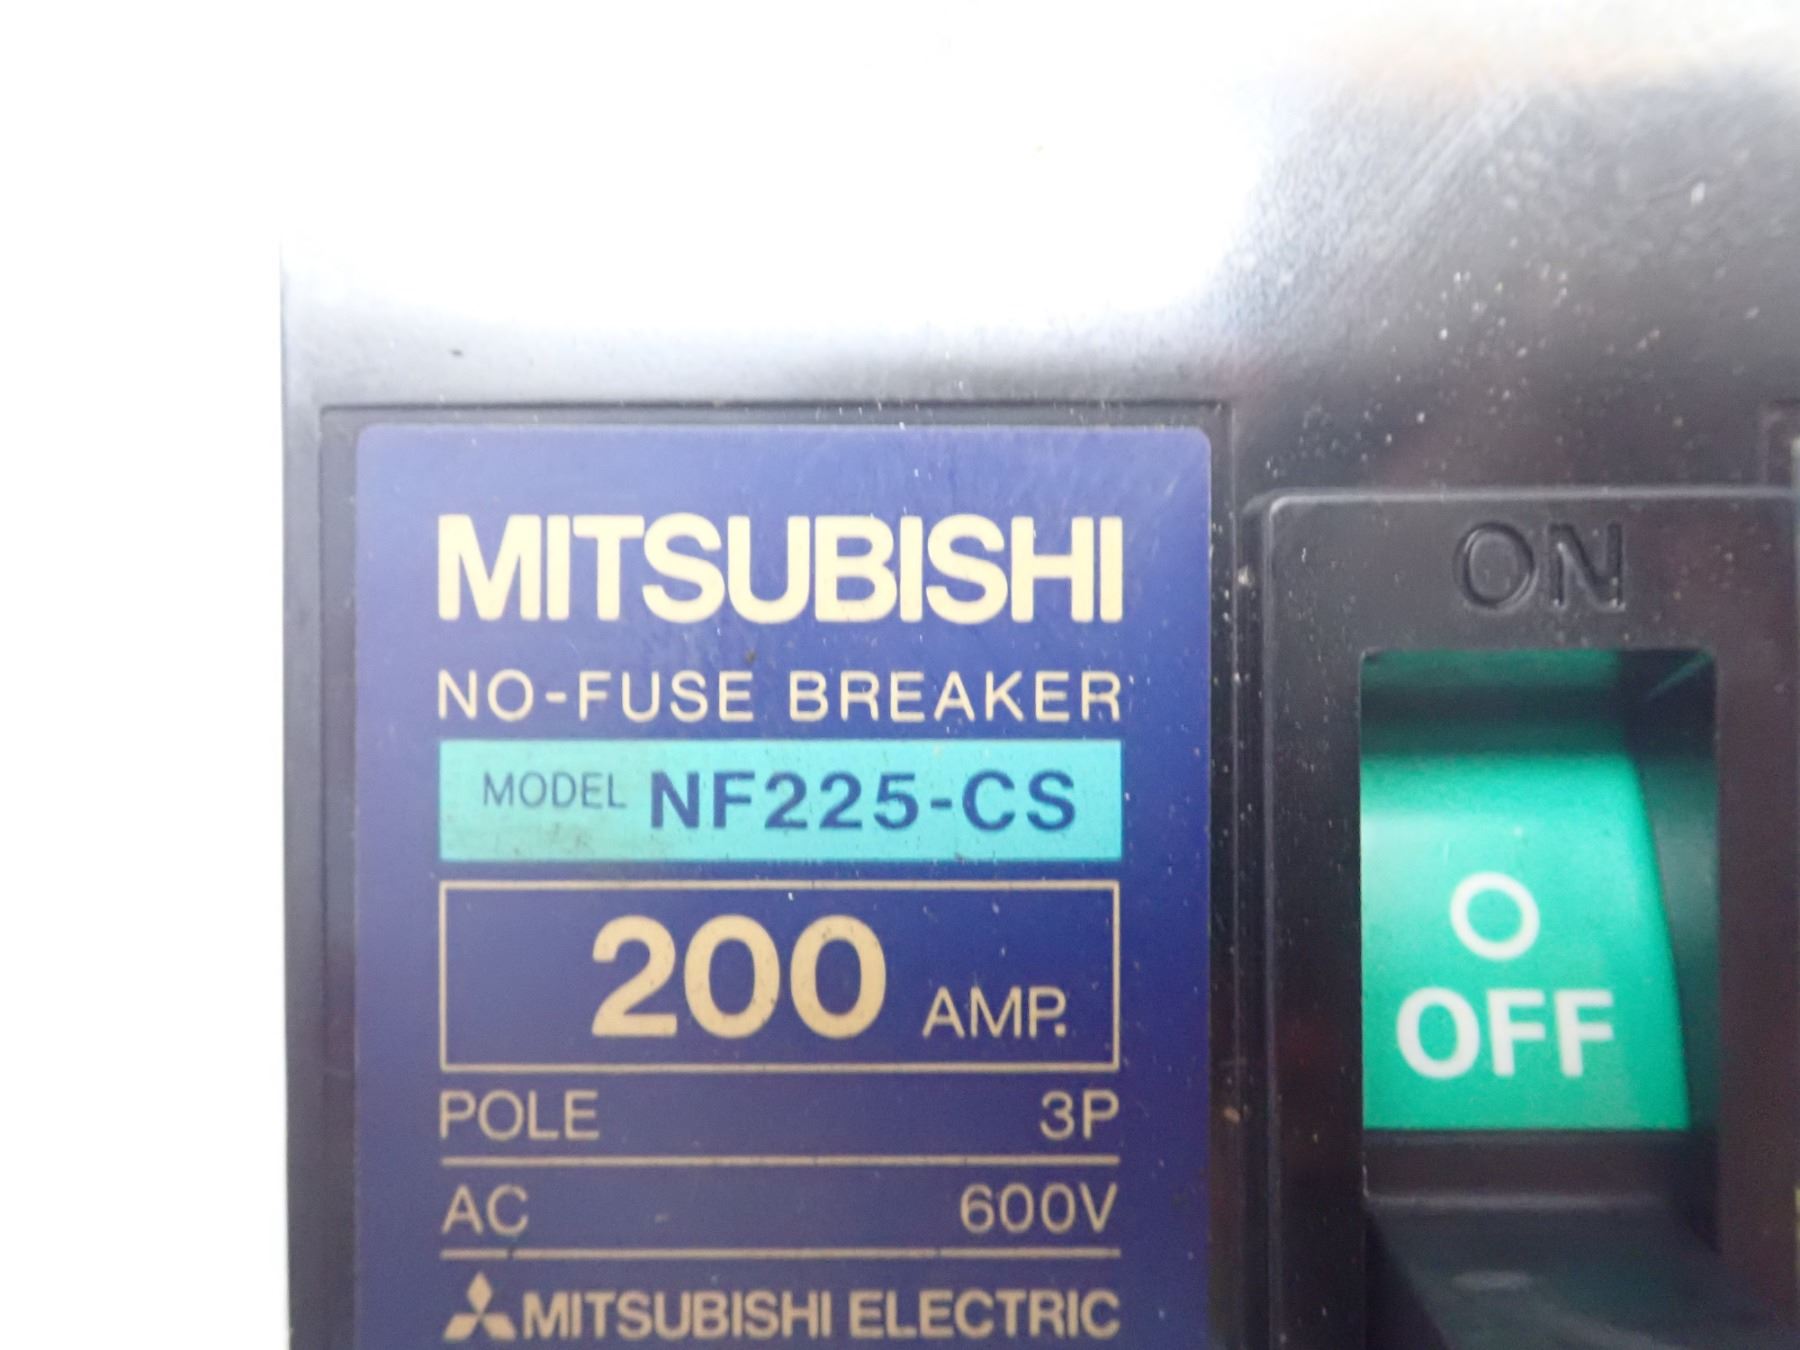 MITSUBISHI
NO-FUSE BREAKER
MODEL NF225-CS
200 AMP.
POLE 3P
AC 600V
MITSUBISHI ELECTRIC
ON
OFF